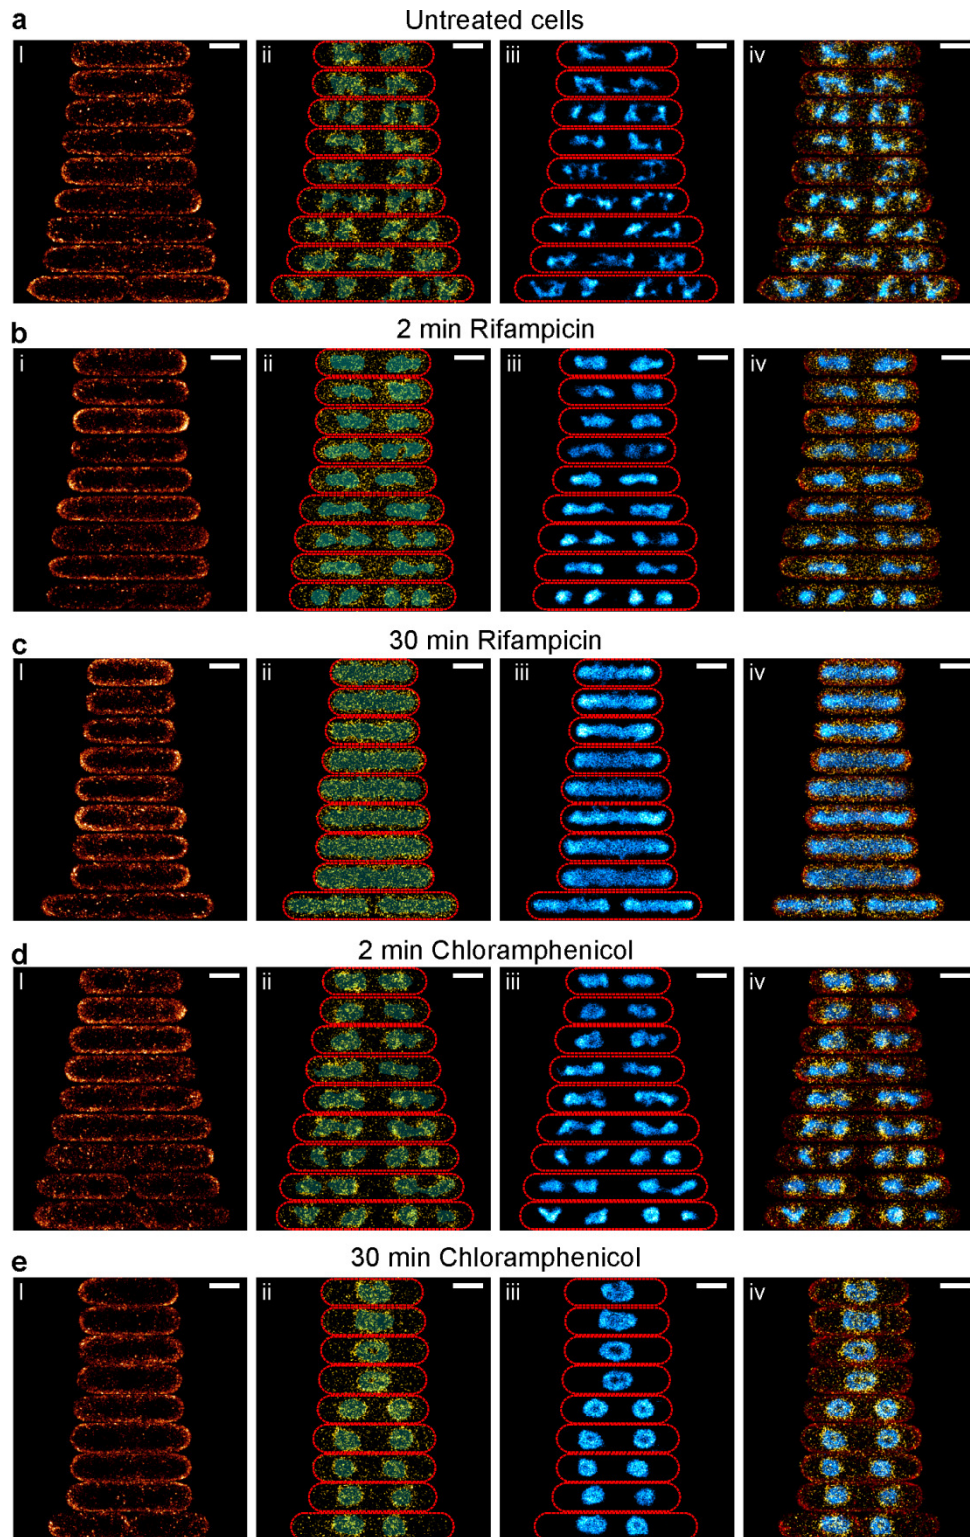 a Untreated cells
I ii iii iv
b 2 min Rifampicin
i ii iii iv
c 30 min Rifampicin
I ii iii iv
d 2 min Chloramphenicol
I ii iii iv
e 30 min Chloramphenicol
I ii iii iv